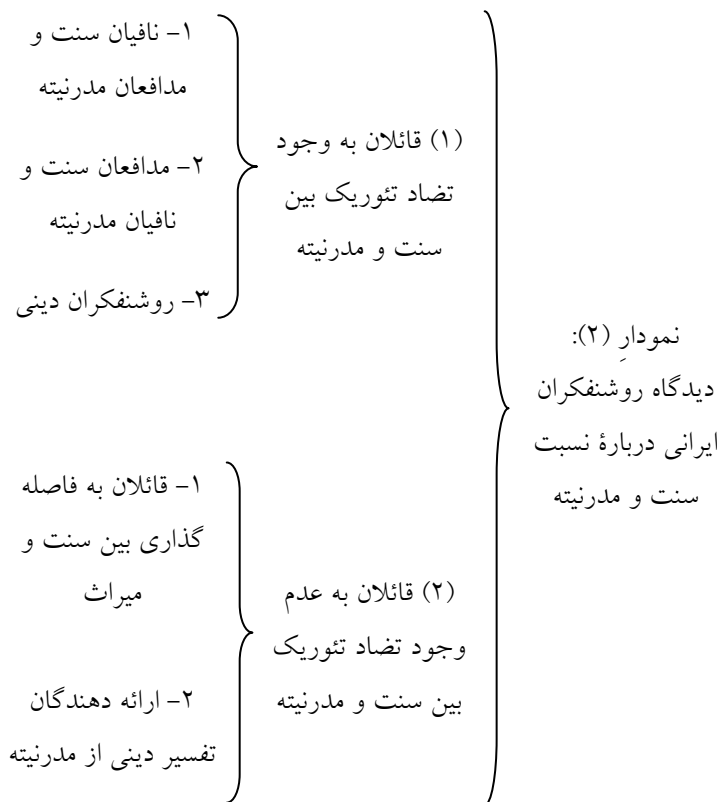 نمودارِ (۲):
دیدگاه روشنفکران
ایرانی دربارۀ نسبت
سنت و مدرنیته
(۱) قائلان به وجود
تضاد تئوریک بین
سنت و مدرنیته
۱- نافیان سنت و
مدافعان مدرنیته
۲- مدافعان سنت و
نافیان مدرنیته
۳- روشنفکران دینی
(۲) قائلان به عدم
وجود تضاد تئوریک
بین سنت و مدرنیته
۱- قائلان به فاصله
گذاری بین سنت و
میراث
۲- ارائه دهندگان
تفسیر دینی از مدرنیته